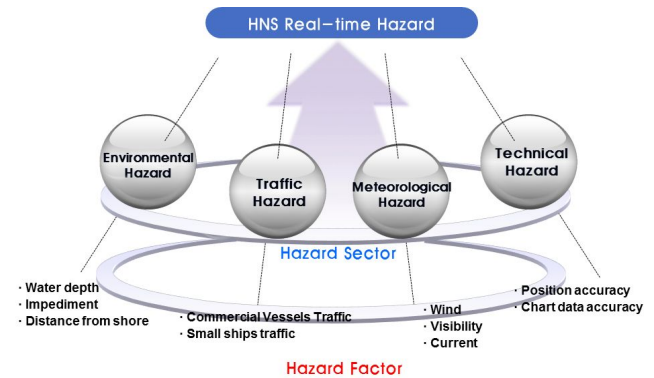 HNS Real-time Hazard
Environmental
Hazard
Traffic
Hazard
Meteorological
Hazard
Technical
Hazard
Hazard Sector
· Water depth
· Impediment
· Distance from shore
· Commercial Vessels Traffic
· Small ships traffic
· Wind
· Visibility
· Current
· Position accuracy
· Chart data accuracy
Hazard Factor